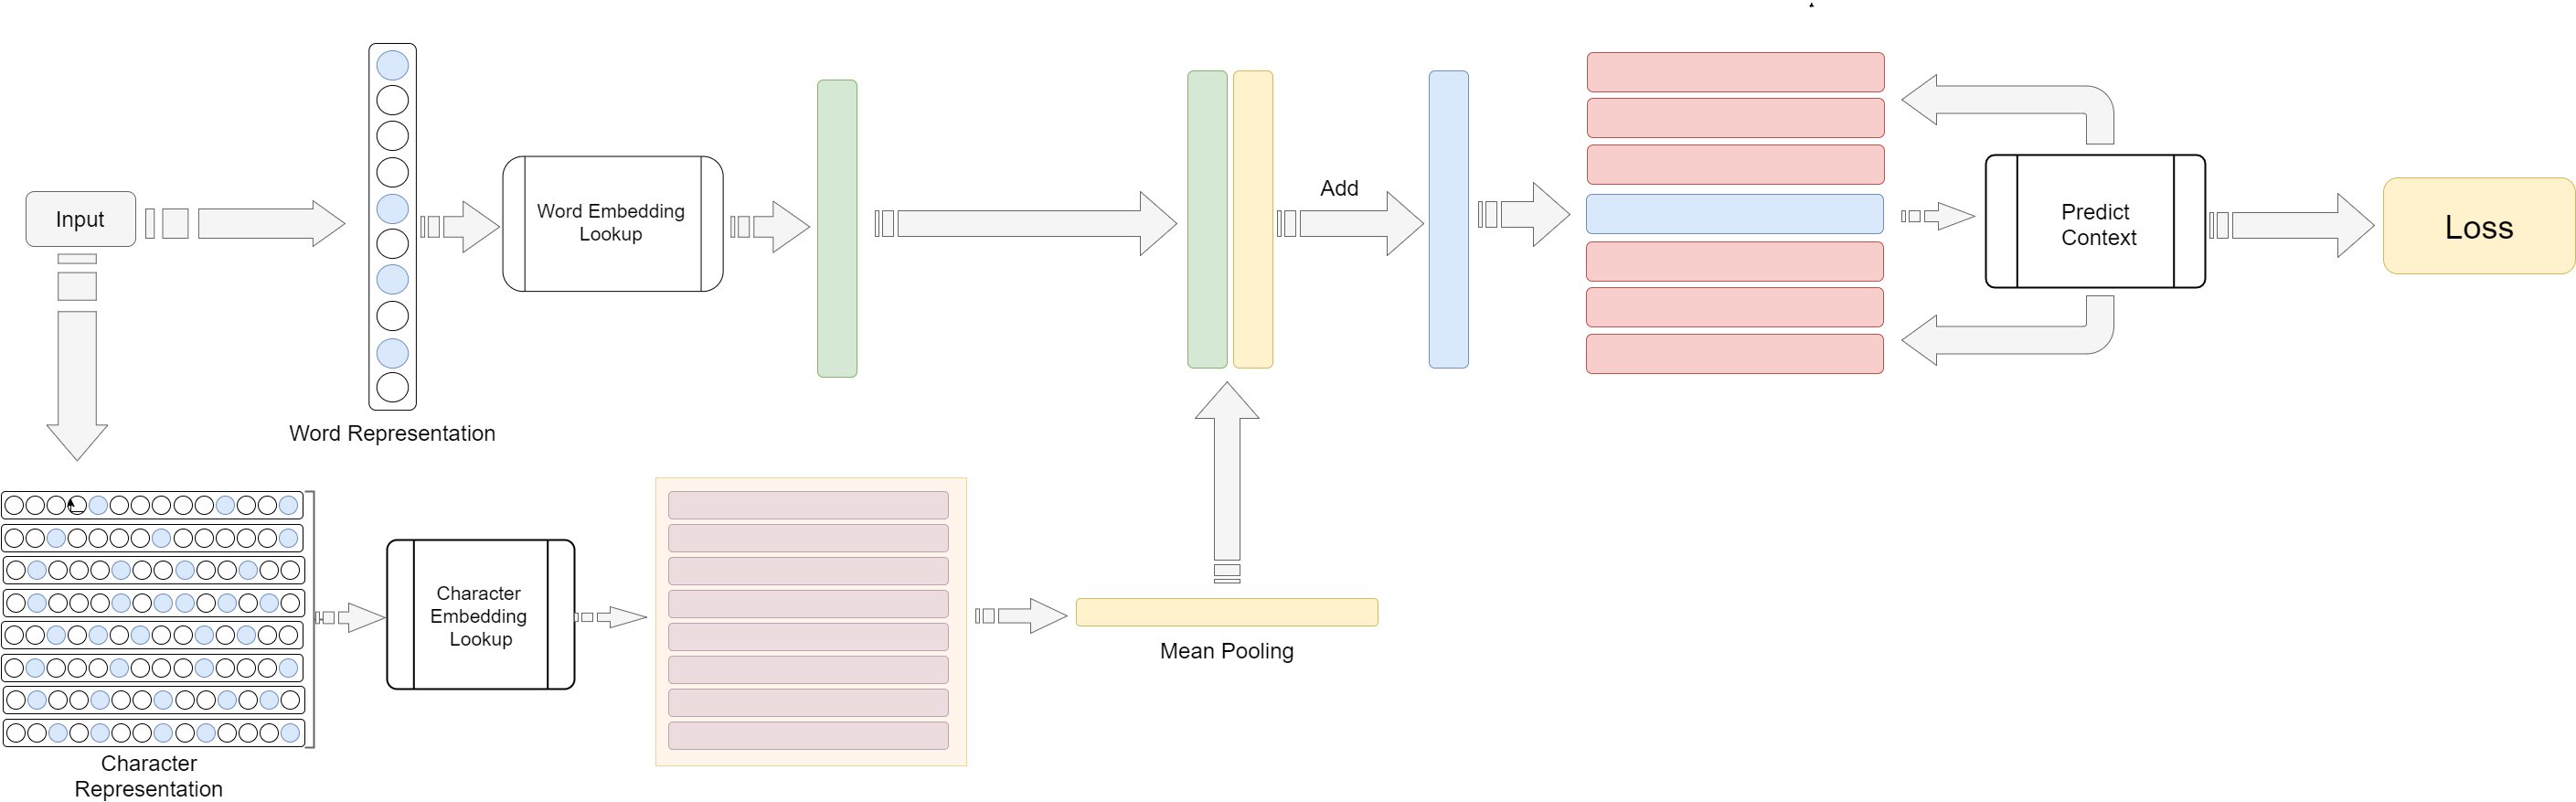 Input
Word Embedding
Lookup
Add
Predict
Context
Loss
Word Representation
Character
Embedding
Lookup
Mean Pooling
Character
Representation